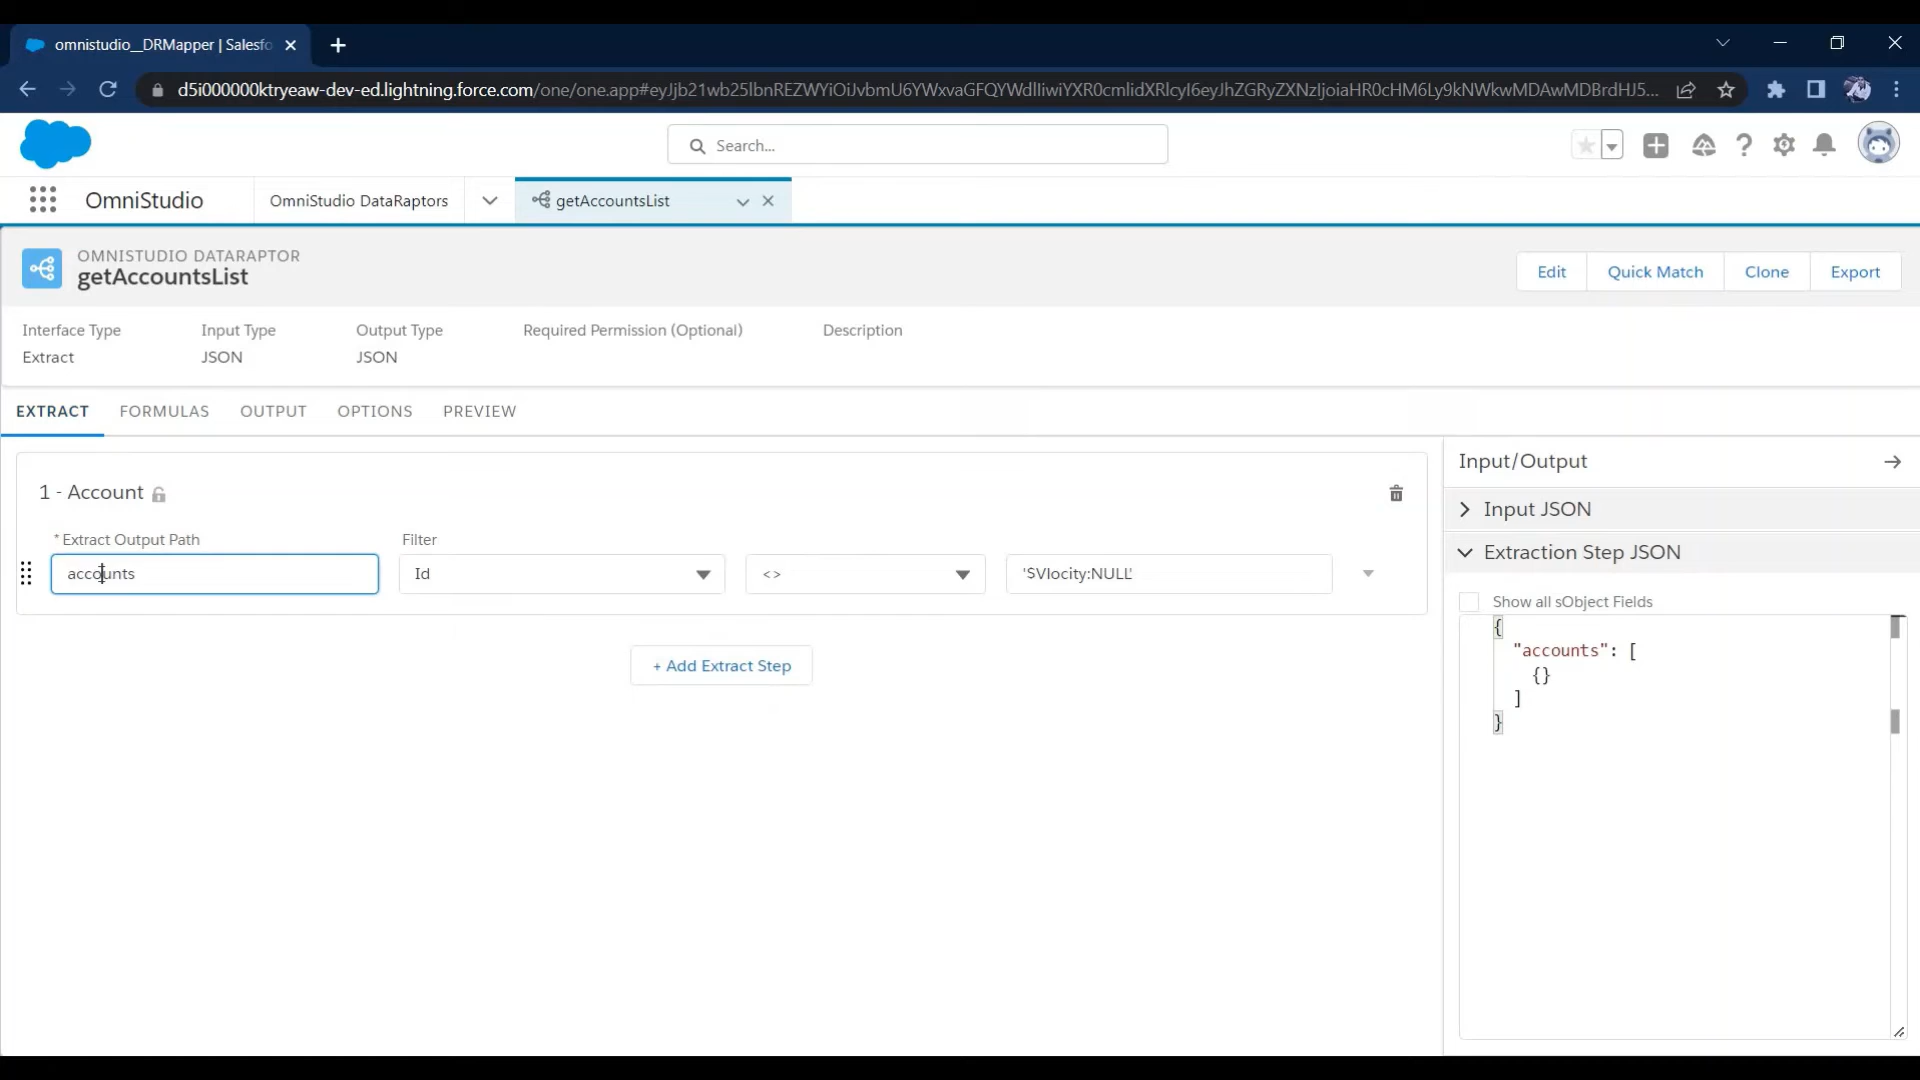 omnistudio__DRMapper | Salesfo
d5i000000ktryeaw-dev-ed.lightning.force.com/one/one.app#eyJjb21wb25lbnREZWYiOiJvbmU6YWxvaGFQYWdlIiwiYXR0cmlidXRlcyI6eyJhZGRyZXNzIjoiaHR0cHM6Ly9kNWkwMDAwMDBrdHJ5...
Search...
OmniStudio
OmniStudio DataRaptors
getAccountsList
OMNISTUDIO DATARAPTOR
getAccountsList
Edit
Quick Match
Clone
Export
Interface Type
Input Type
Output Type
Required Permission (Optional)
Description
Extract
JSON
JSON
EXTRACT
FORMULAS
OUTPUT
OPTIONS
PREVIEW
1 - Account
* Extract Output Path
Filter
accounts
Id
<>
'$Vlocity:NULL'
+ Add Extract Step
Input/Output
Input JSON
Extraction Step JSON
Show all sObject Fields
{
"accounts": [
{}
]
}